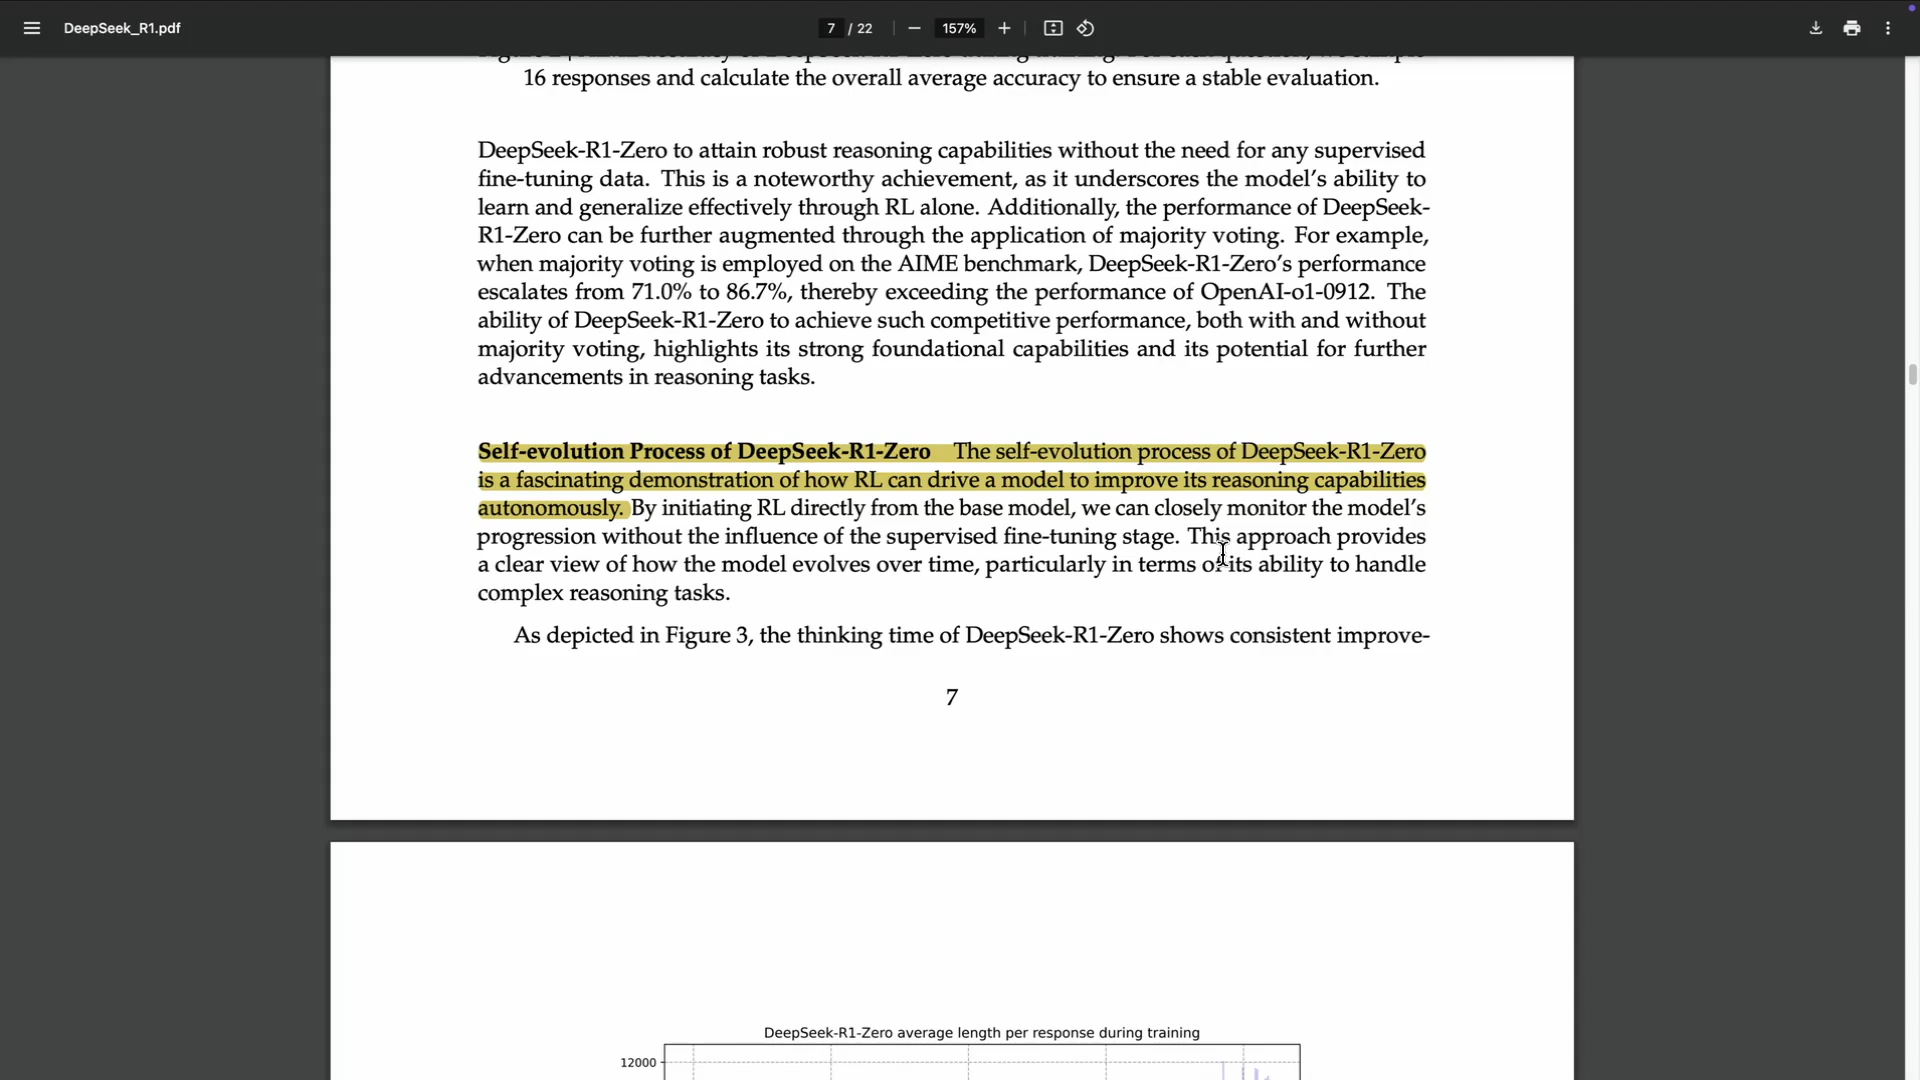 DeepSeek_R1.pdf
7 / 22
157%
16 responses and calculate the overall average accuracy to ensure a stable evaluation.
DeepSeek-R1-Zero to attain robust reasoning capabilities without the need for any supervised
fine-tuning data. This is a noteworthy achievement, as it underscores the model’s ability to
learn and generalize effectively through RL alone. Additionally, the performance of DeepSeek-
R1-Zero can be further augmented through the application of majority voting. For example,
when majority voting is employed on the AIME benchmark, DeepSeek-R1-Zero’s performance
escalates from 71.0% to 86.7%, thereby exceeding the performance of OpenAI-o1-0912. The
ability of DeepSeek-R1-Zero to achieve such competitive performance, both with and without
majority voting, highlights its strong foundational capabilities and its potential for further
advancements in reasoning tasks.
Self-evolution Process of DeepSeek-R1-Zero The self-evolution process of DeepSeek-R1-Zero
is a fascinating demonstration of how RL can drive a model to improve its reasoning capabilities
autonomously. By initiating RL directly from the base model, we can closely monitor the model’s
progression without the influence of the supervised fine-tuning stage. This approach provides
a clear view of how the model evolves over time, particularly in terms of its ability to handle
complex reasoning tasks.
As depicted in Figure 3, the thinking time of DeepSeek-R1-Zero shows consistent improve-
7
DeepSeek-R1-Zero average length per response during training
12000